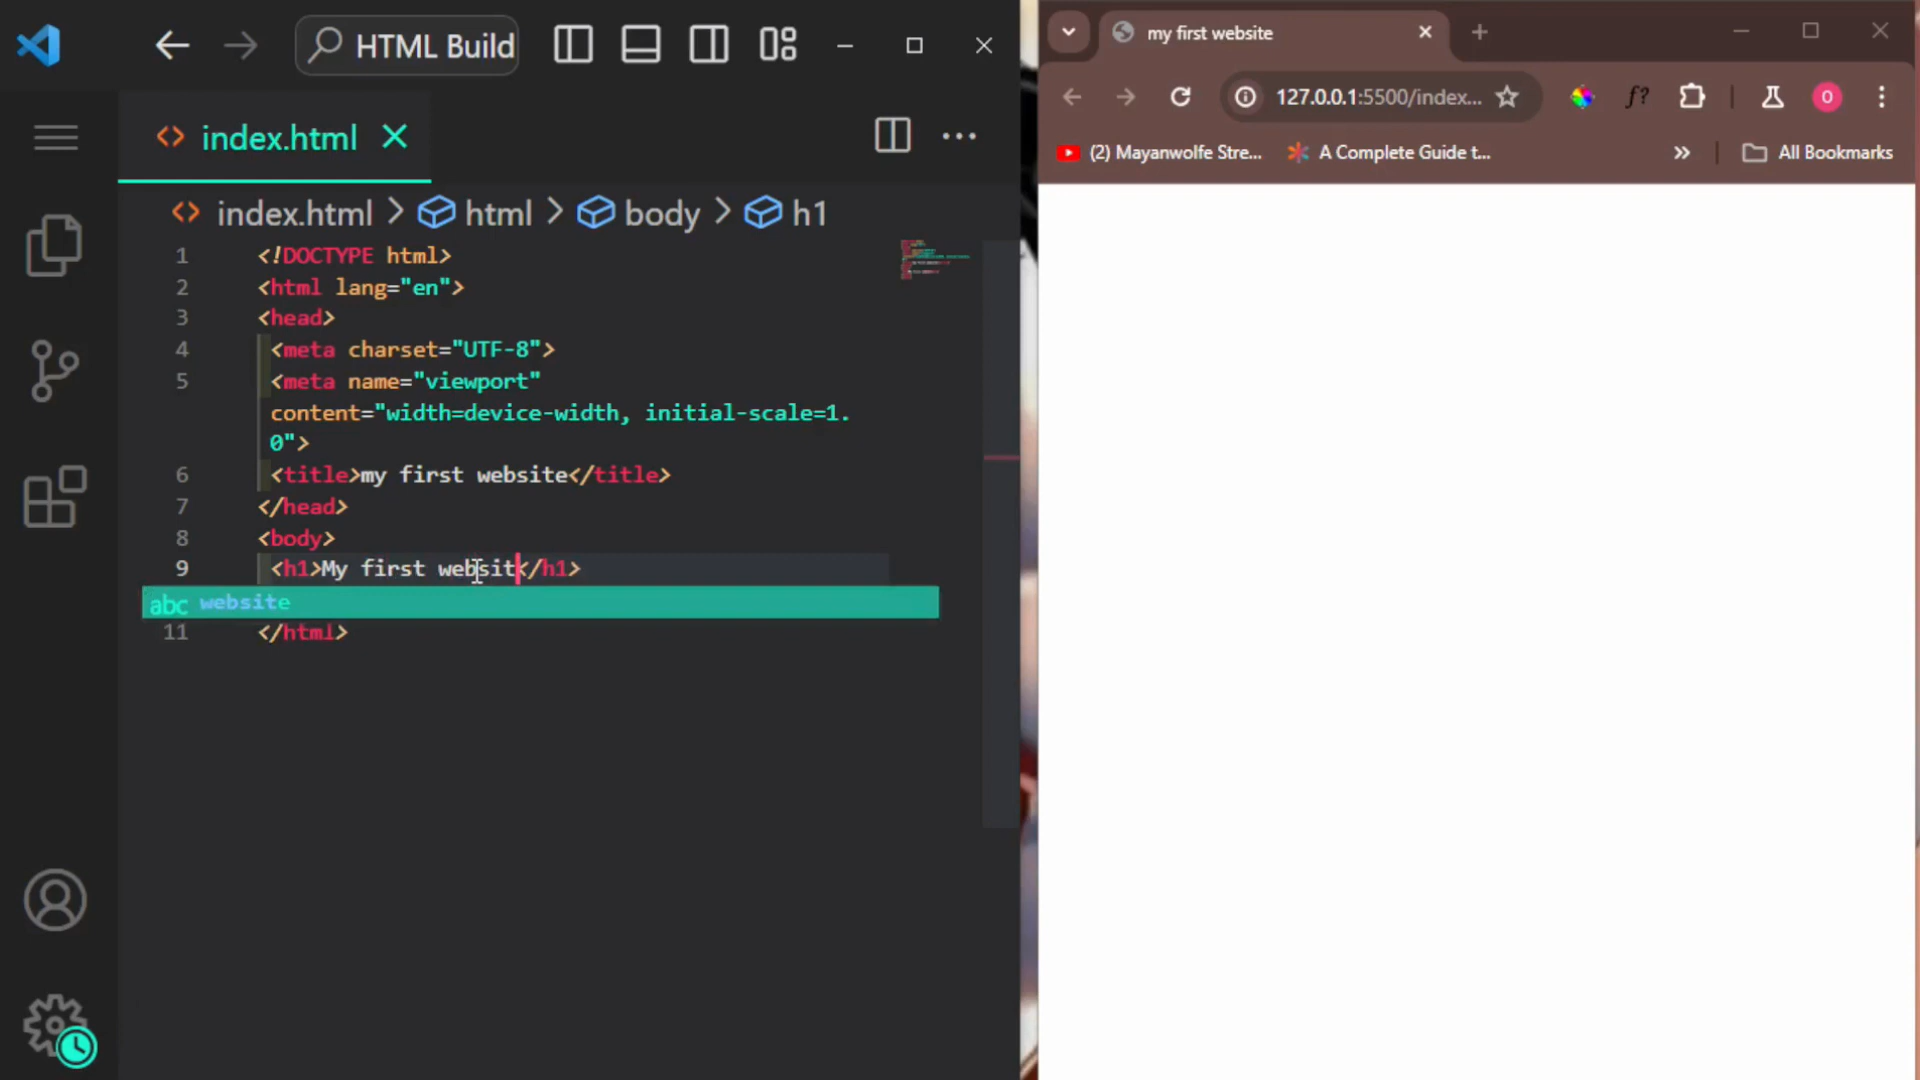 HTML Build
index.html
index.html > html > body > h1
1 <!DOCTYPE html>
2 <html lang="en">
3 <head>
4 <meta charset="UTF-8">
5 <meta name="viewport"
content="width=device-width, initial-scale=1.
0">
6 <title>my first website</title>
7 </head>
8 <body>
9 <h1>My first websit</h1>
abc website
11 </html>
my first website
127.0.0.1:5500/index...
f?
O
(2) Mayanwolfe Stre...
A Complete Guide t...
»
All Bookmarks